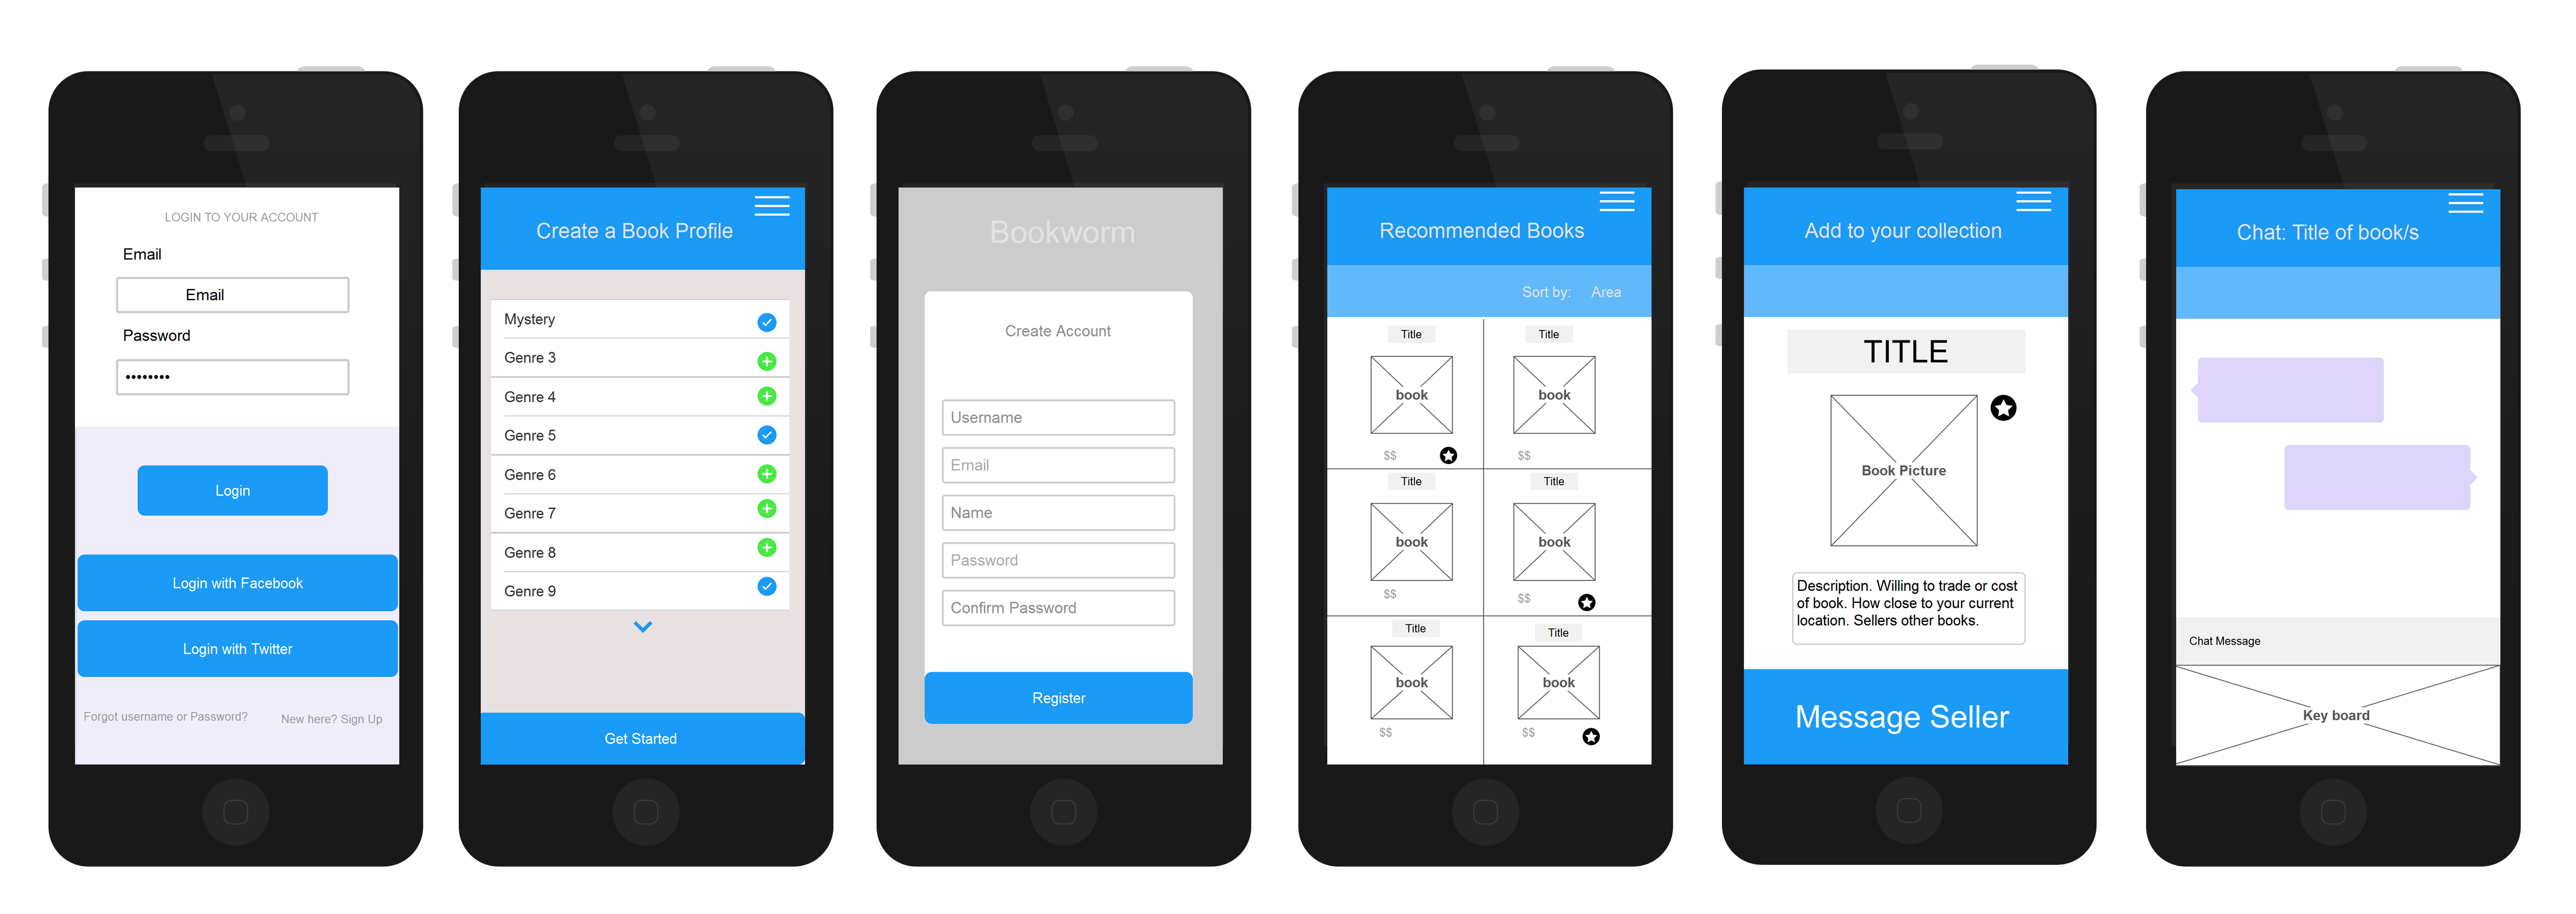 LOGIN TO YOUR ACCOUNT
Email
Email
Password
••••••••
Login
Login with Facebook
Login with Twitter
Forgot username or Password?
New here? Sign Up
Create a Book Profile
Mystery
Genre 3
Genre 4
Genre 5
Genre 6
Genre 7
Genre 8
Genre 9
Get Started
Bookworm
Create Account
Username
Email
Name
Password
Confirm Password
Register
Recommended Books
Sort by: Area
Title Title
book book
$$ $$
Title Title
book book
$$ $$
Title Title
book book
$$ $$
Add to your collection
TITLE
Book Picture
Description. Willing to trade or cost
of book. How close to your current
location. Sellers other books.
Message Seller
Chat: Title of book/s
Chat Message
Key board